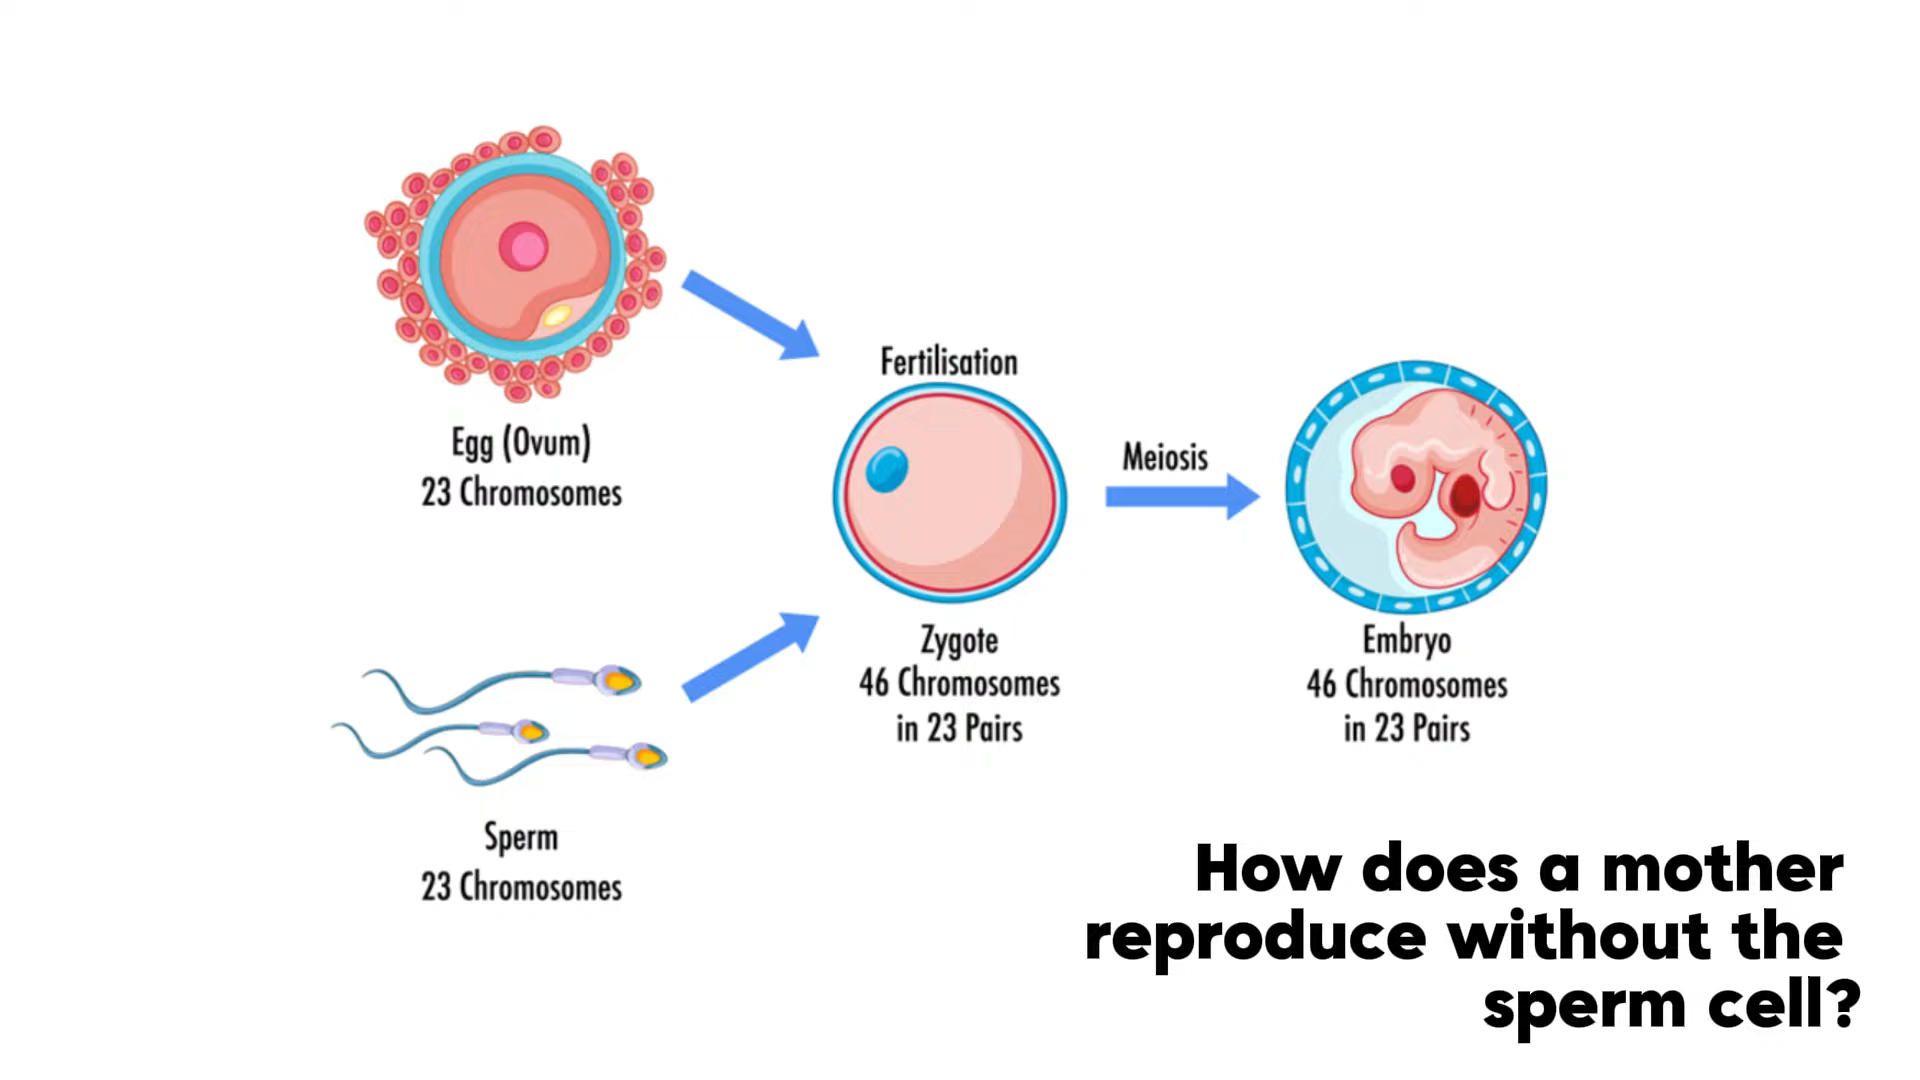 Egg (Ovum)
23 Chromosomes
Fertilisation
Meiosis
Zygote
46 Chromosomes
in 23 Pairs
Embryo
46 Chromosomes
in 23 Pairs
Sperm
23 Chromosomes
How does a mother
reproduce without the
sperm cell?